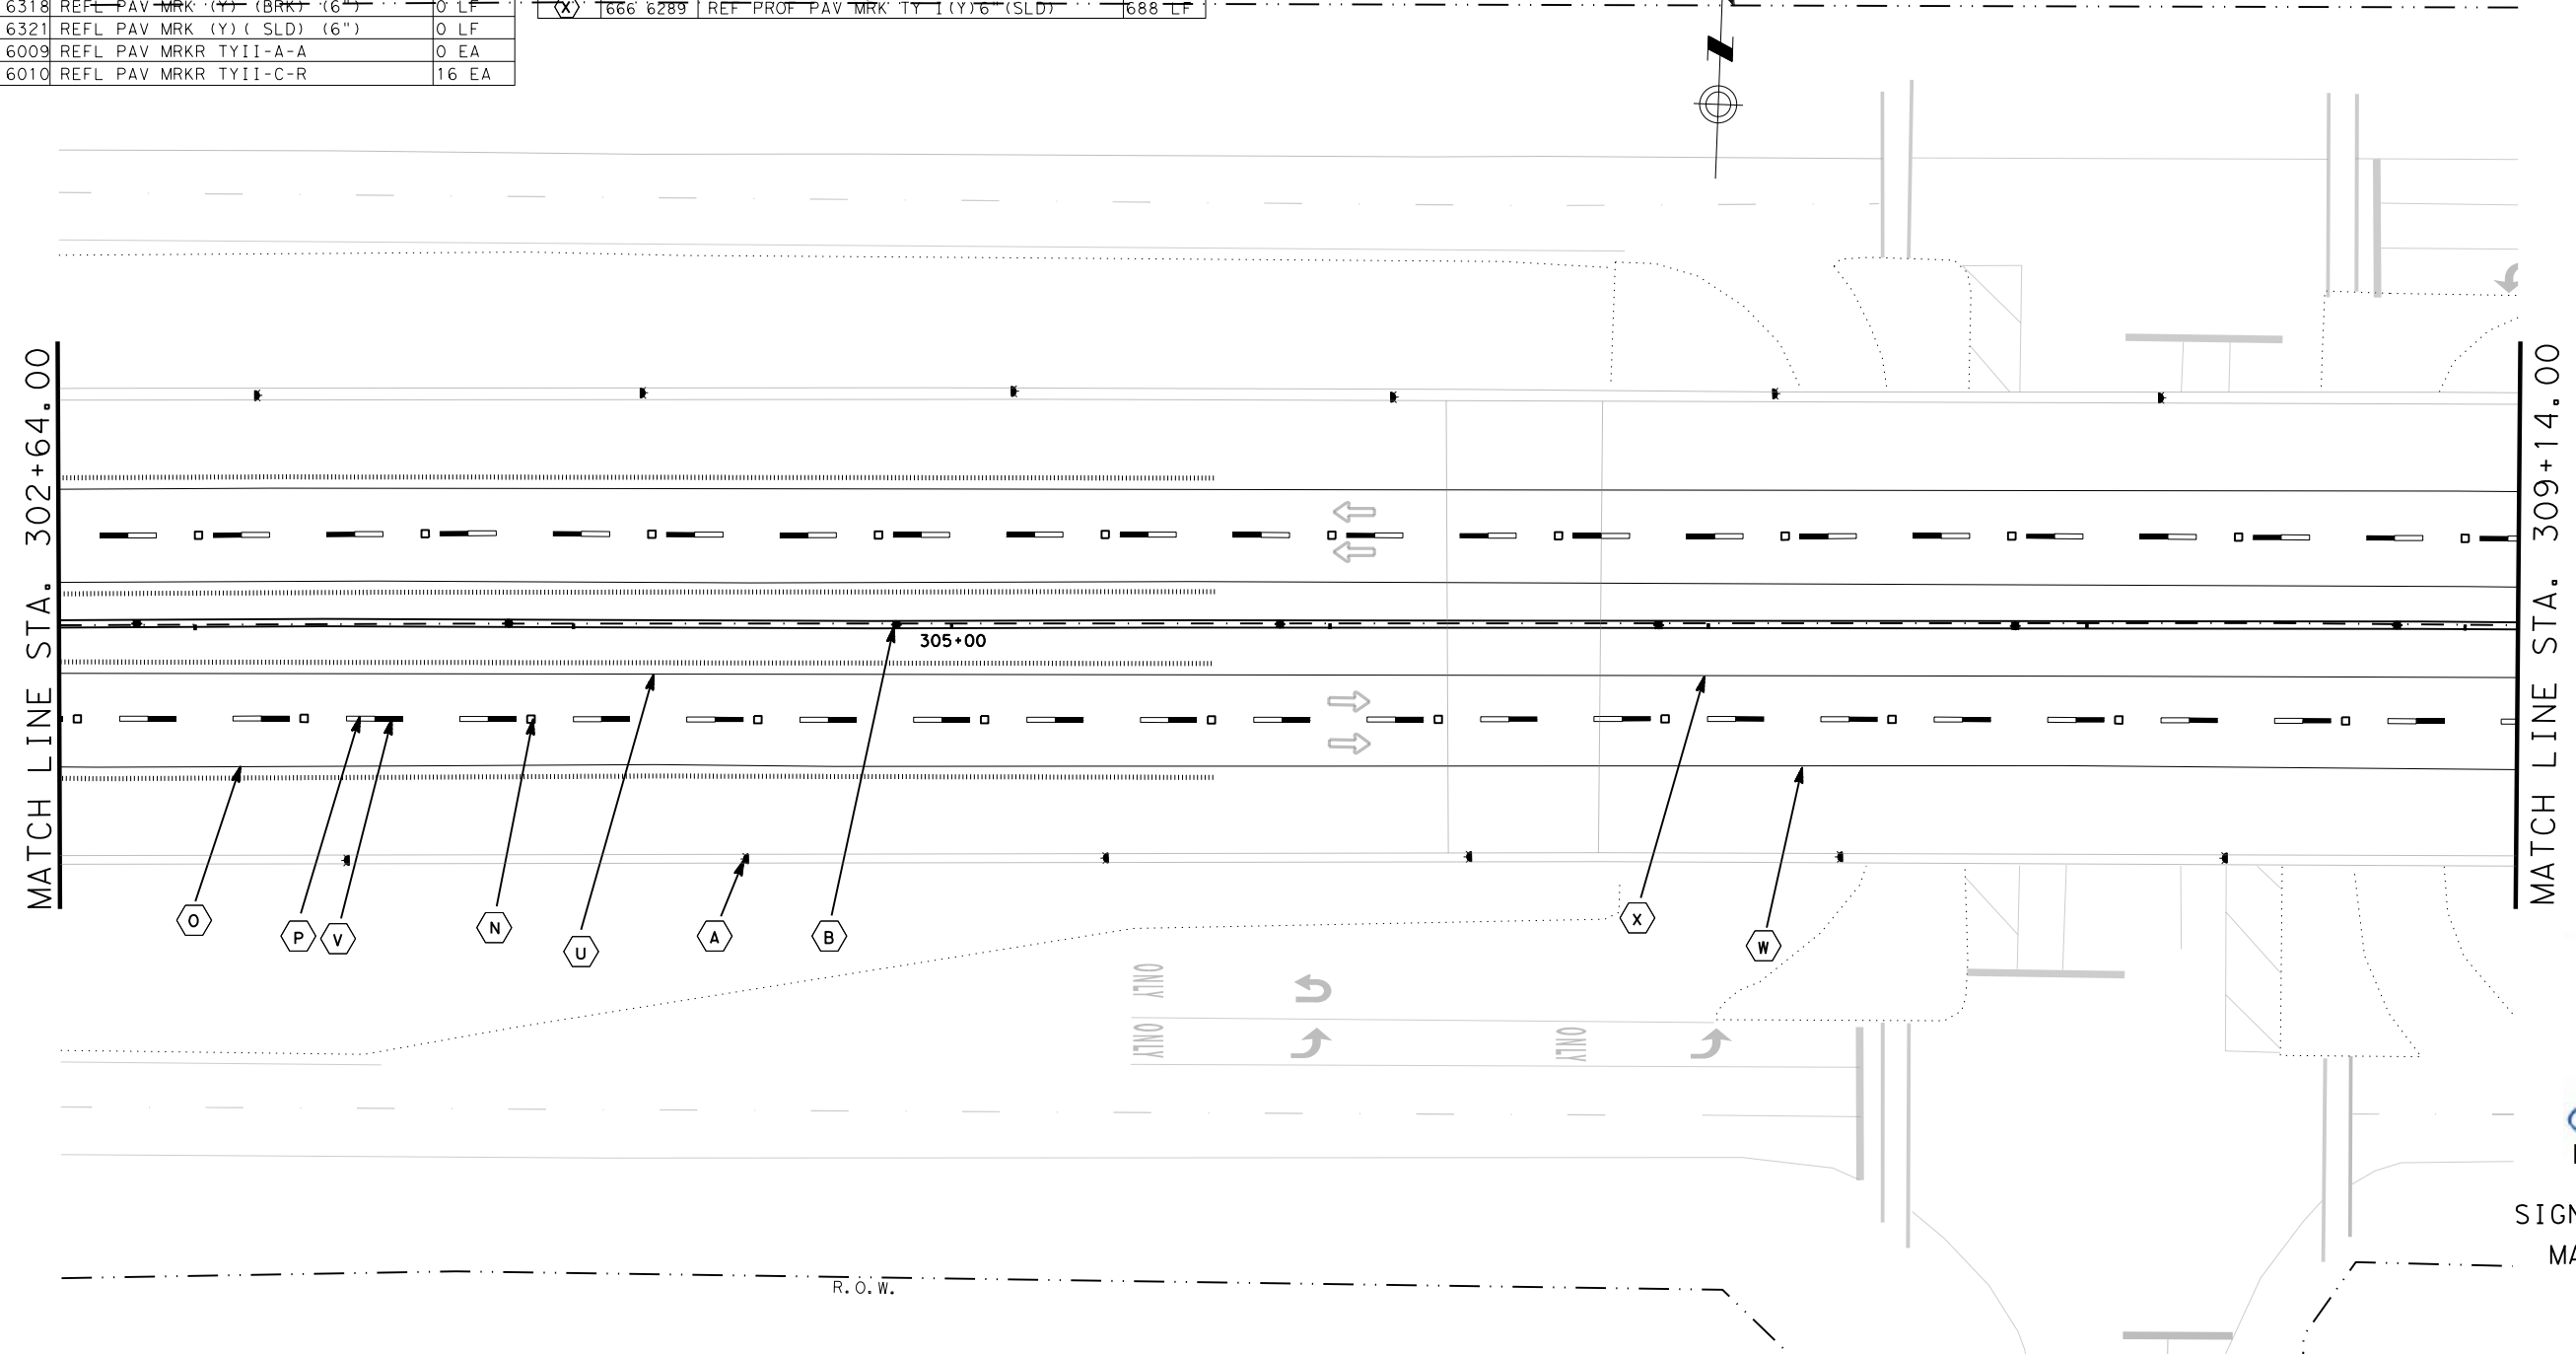 6318 REFL PAV MRK (Y) (BRK) (6") 0 LF
6321 REFL PAV MRK (Y)( SLD) (6") 0 LF
6009 REFL PAV MRKR TYII-A-A 0 EA
6010 REFL PAV MRKR TYII-C-R 16 EA
X 666 6289 REF PROF PAV MRK TY I(Y)6"(SLD) 688 LF
MATCH LINE STA. 302+64.00
MATCH LINE STA. 309+14.00
305+00
O
P
V
N
U
A
B
X
W
ONLY
ONLY
ONLY
R.O.W.
SIGN
MA